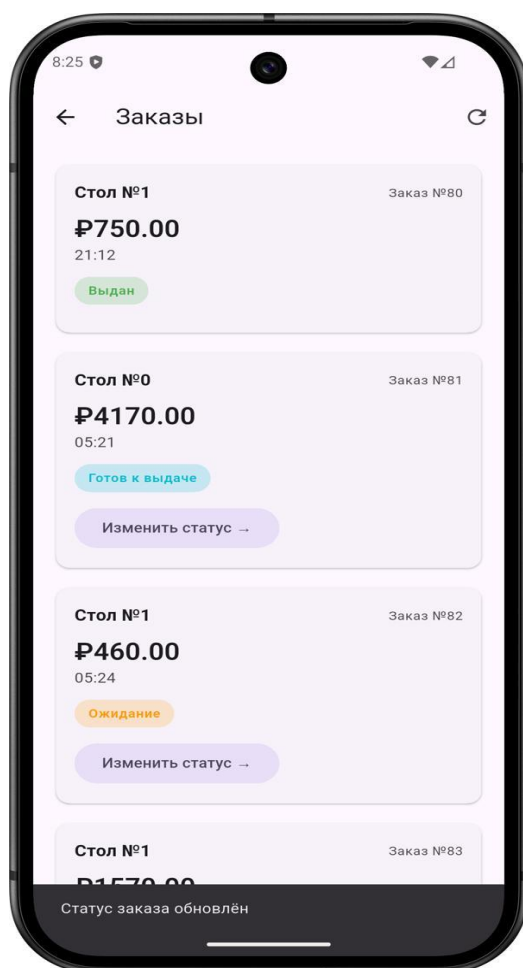 8:25
Заказы
Стол №1 Заказ №80
₽750.00
21:12
Выдан
Стол №0 Заказ №81
₽4170.00
05:21
Готов к выдаче
Изменить статус →
Стол №1 Заказ №82
₽460.00
05:24
Ожидание
Изменить статус →
Стол №1 Заказ №83
₽1570.00
Статус заказа обновлён